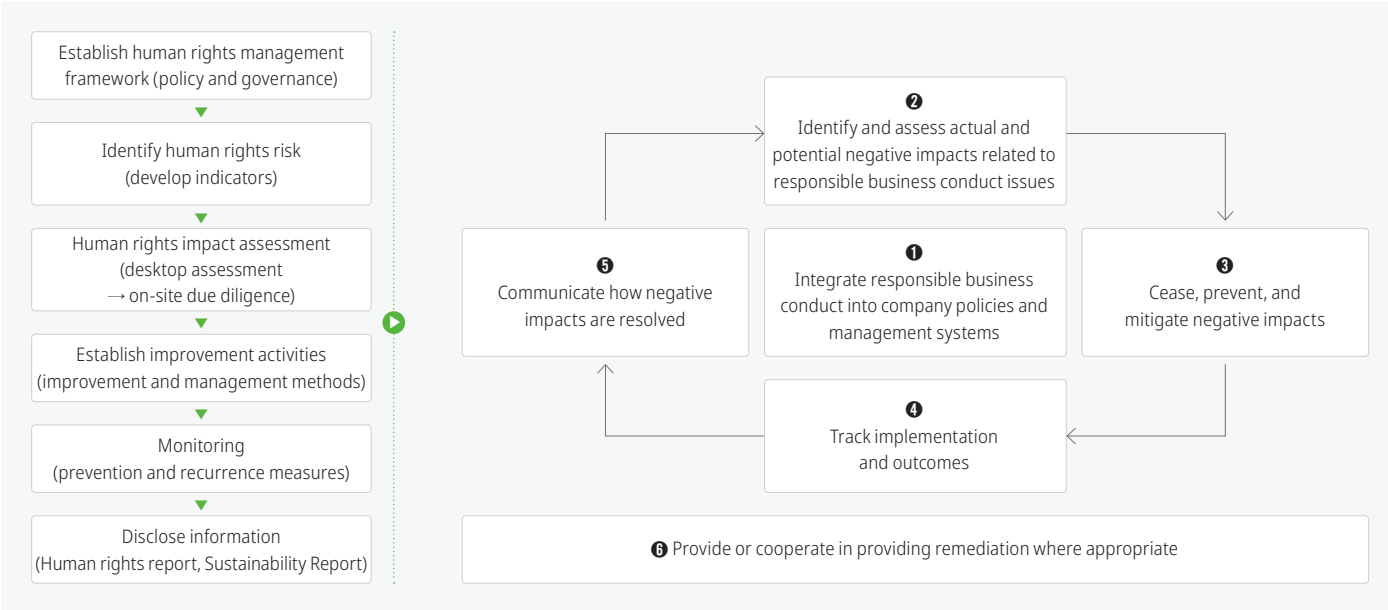 Establish human rights management
framework (policy and governance)
Identify human rights risk
(develop indicators)
Human rights impact assessment
(desktop assessment
→ on-site due diligence)
Establish improvement activities
(improvement and management methods)
Monitoring
(prevention and recurrence measures)
Disclose information
(Human rights report, Sustainability Report)
❷
Identify and assess actual and
potential negative impacts related to
responsible business conduct issues
❺
Communicate how negative
impacts are resolved
❶
Integrate responsible business
conduct into company policies and
management systems
❸
Cease, prevent, and
mitigate negative impacts
❹
Track implementation
and outcomes
❻ Provide or cooperate in providing remediation where appropriate